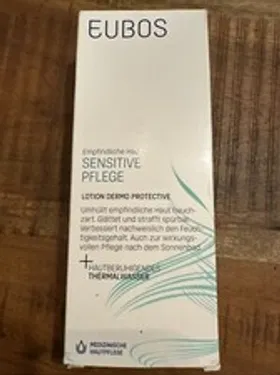 EUBOS
Empfindliche Haut
SENSITIVE
PFLEGE
LOTION DERMO PROTECTIVE
Umhüllt empfindliche Haut hauch-
zart. Glättet und strafft spürbar,
verbessert nachweislich den Feuch-
tigkeitsgehalt. Auch zur wirkungs-
vollen Pflege nach dem Sonnenbad.
+
HAUTBERUHIGENDES
THERMALWASSER
MEDIZINISCHE
HAUTPFLEGE